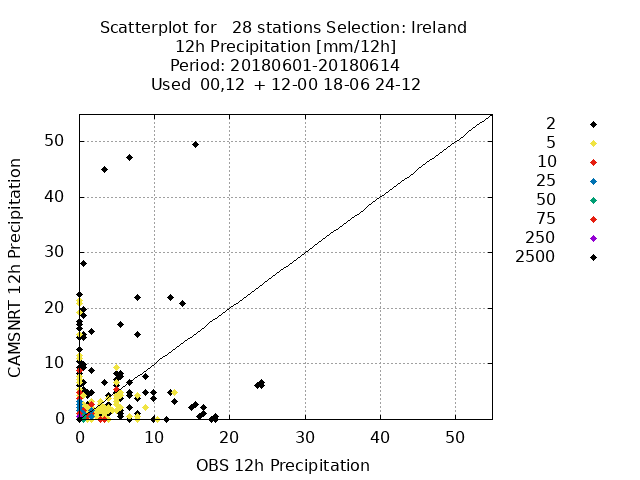 Scatterplot for   28 stations Selection: Ireland
12h Precipitation [mm/12h]
Period: 20180601-20180614
Used  00,12  + 12-00 18-06 24-12
50
40
30
20
10
0
0 10 20 30 40 50
CAMSNRT 12h Precipitation
OBS 12h Precipitation
2
5
10
25
50
75
250
2500